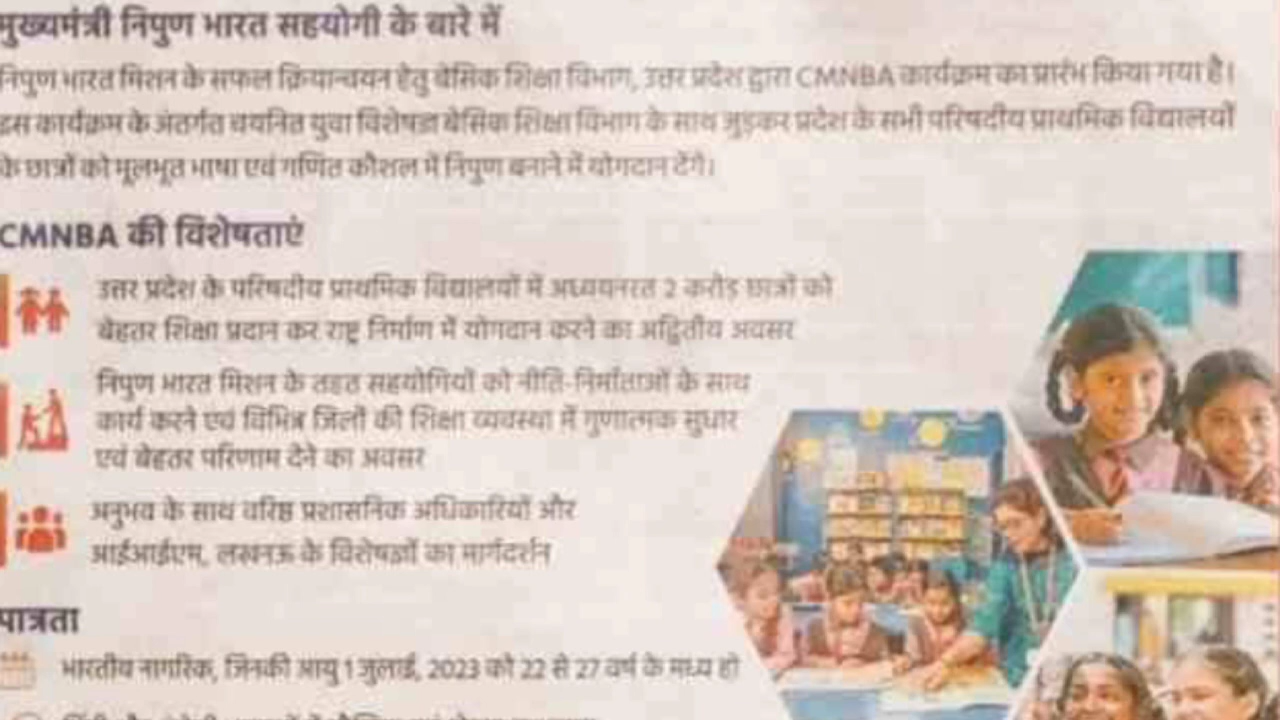 मुख्यमंत्री निपुण भारत सहयोगी के बारे में
निपुण भारत मिशन के सफल क्रियान्वयन हेतु बेसिक शिक्षा विभाग, उत्तर प्रदेश द्वारा CMNBA कार्यक्रम का प्रारंभ किया गया है।
इस कार्यक्रम के अंतर्गत चयनित युवा विशेषज्ञ बेसिक शिक्षा विभाग के साथ जुड़कर प्रदेश के सभी परिषदीय प्राथमिक विद्यालयों
के छात्रों को मूलभूत भाषा एवं गणित कौशल में निपुण बनाने में योगदान देंगे।
CMNBA की विशेषताएं
उत्तर प्रदेश के परिषदीय प्राथमिक विद्यालयों में अध्ययनरत 2 करोड़ छात्रों को
बेहतर शिक्षा प्रदान कर राष्ट्र निर्माण में योगदान करने का अद्वितीय अवसर
निपुण भारत मिशन के तहत सहयोगियों को नीति-निर्माताओं के साथ
कार्य करने एवं विभिन्न जिलों की शिक्षा व्यवस्था में गुणात्मक सुधार
एवं बेहतर परिणाम देने का अवसर
अनुभव के साथ वरिष्ठ प्रशासनिक अधिकारियों और
आईआईएम, लखनऊ के विशेषज्ञों का मार्गदर्शन
पात्रता
भारतीय नागरिक, जिनकी आयु 1 जुलाई, 2023 को 22 से 27 वर्ष के मध्य हो